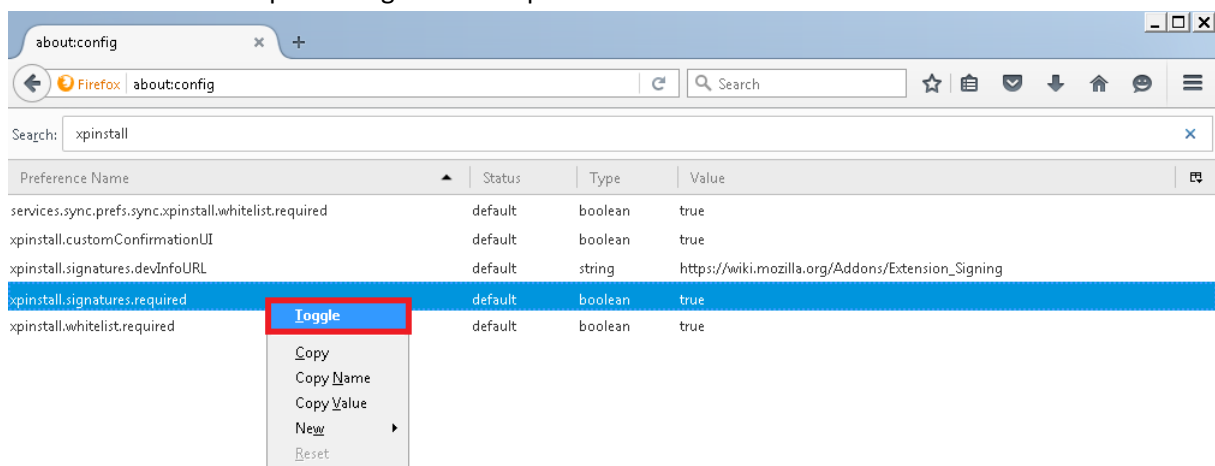 about:config
Firefox about:config Search
Search: xpinstall
Preference Name Status Type Value
services.sync.prefs.sync.xpinstall.whitelist.required default boolean true
xpinstall.customConfirmationUI default boolean true
xpinstall.signatures.devInfoURL default string https://wiki.mozilla.org/Addons/Extension_Signing
xpinstall.signatures.required default boolean true
Toggle
xpinstall.whitelist.required default boolean true
Copy
Copy Name
Copy Value
New
Reset